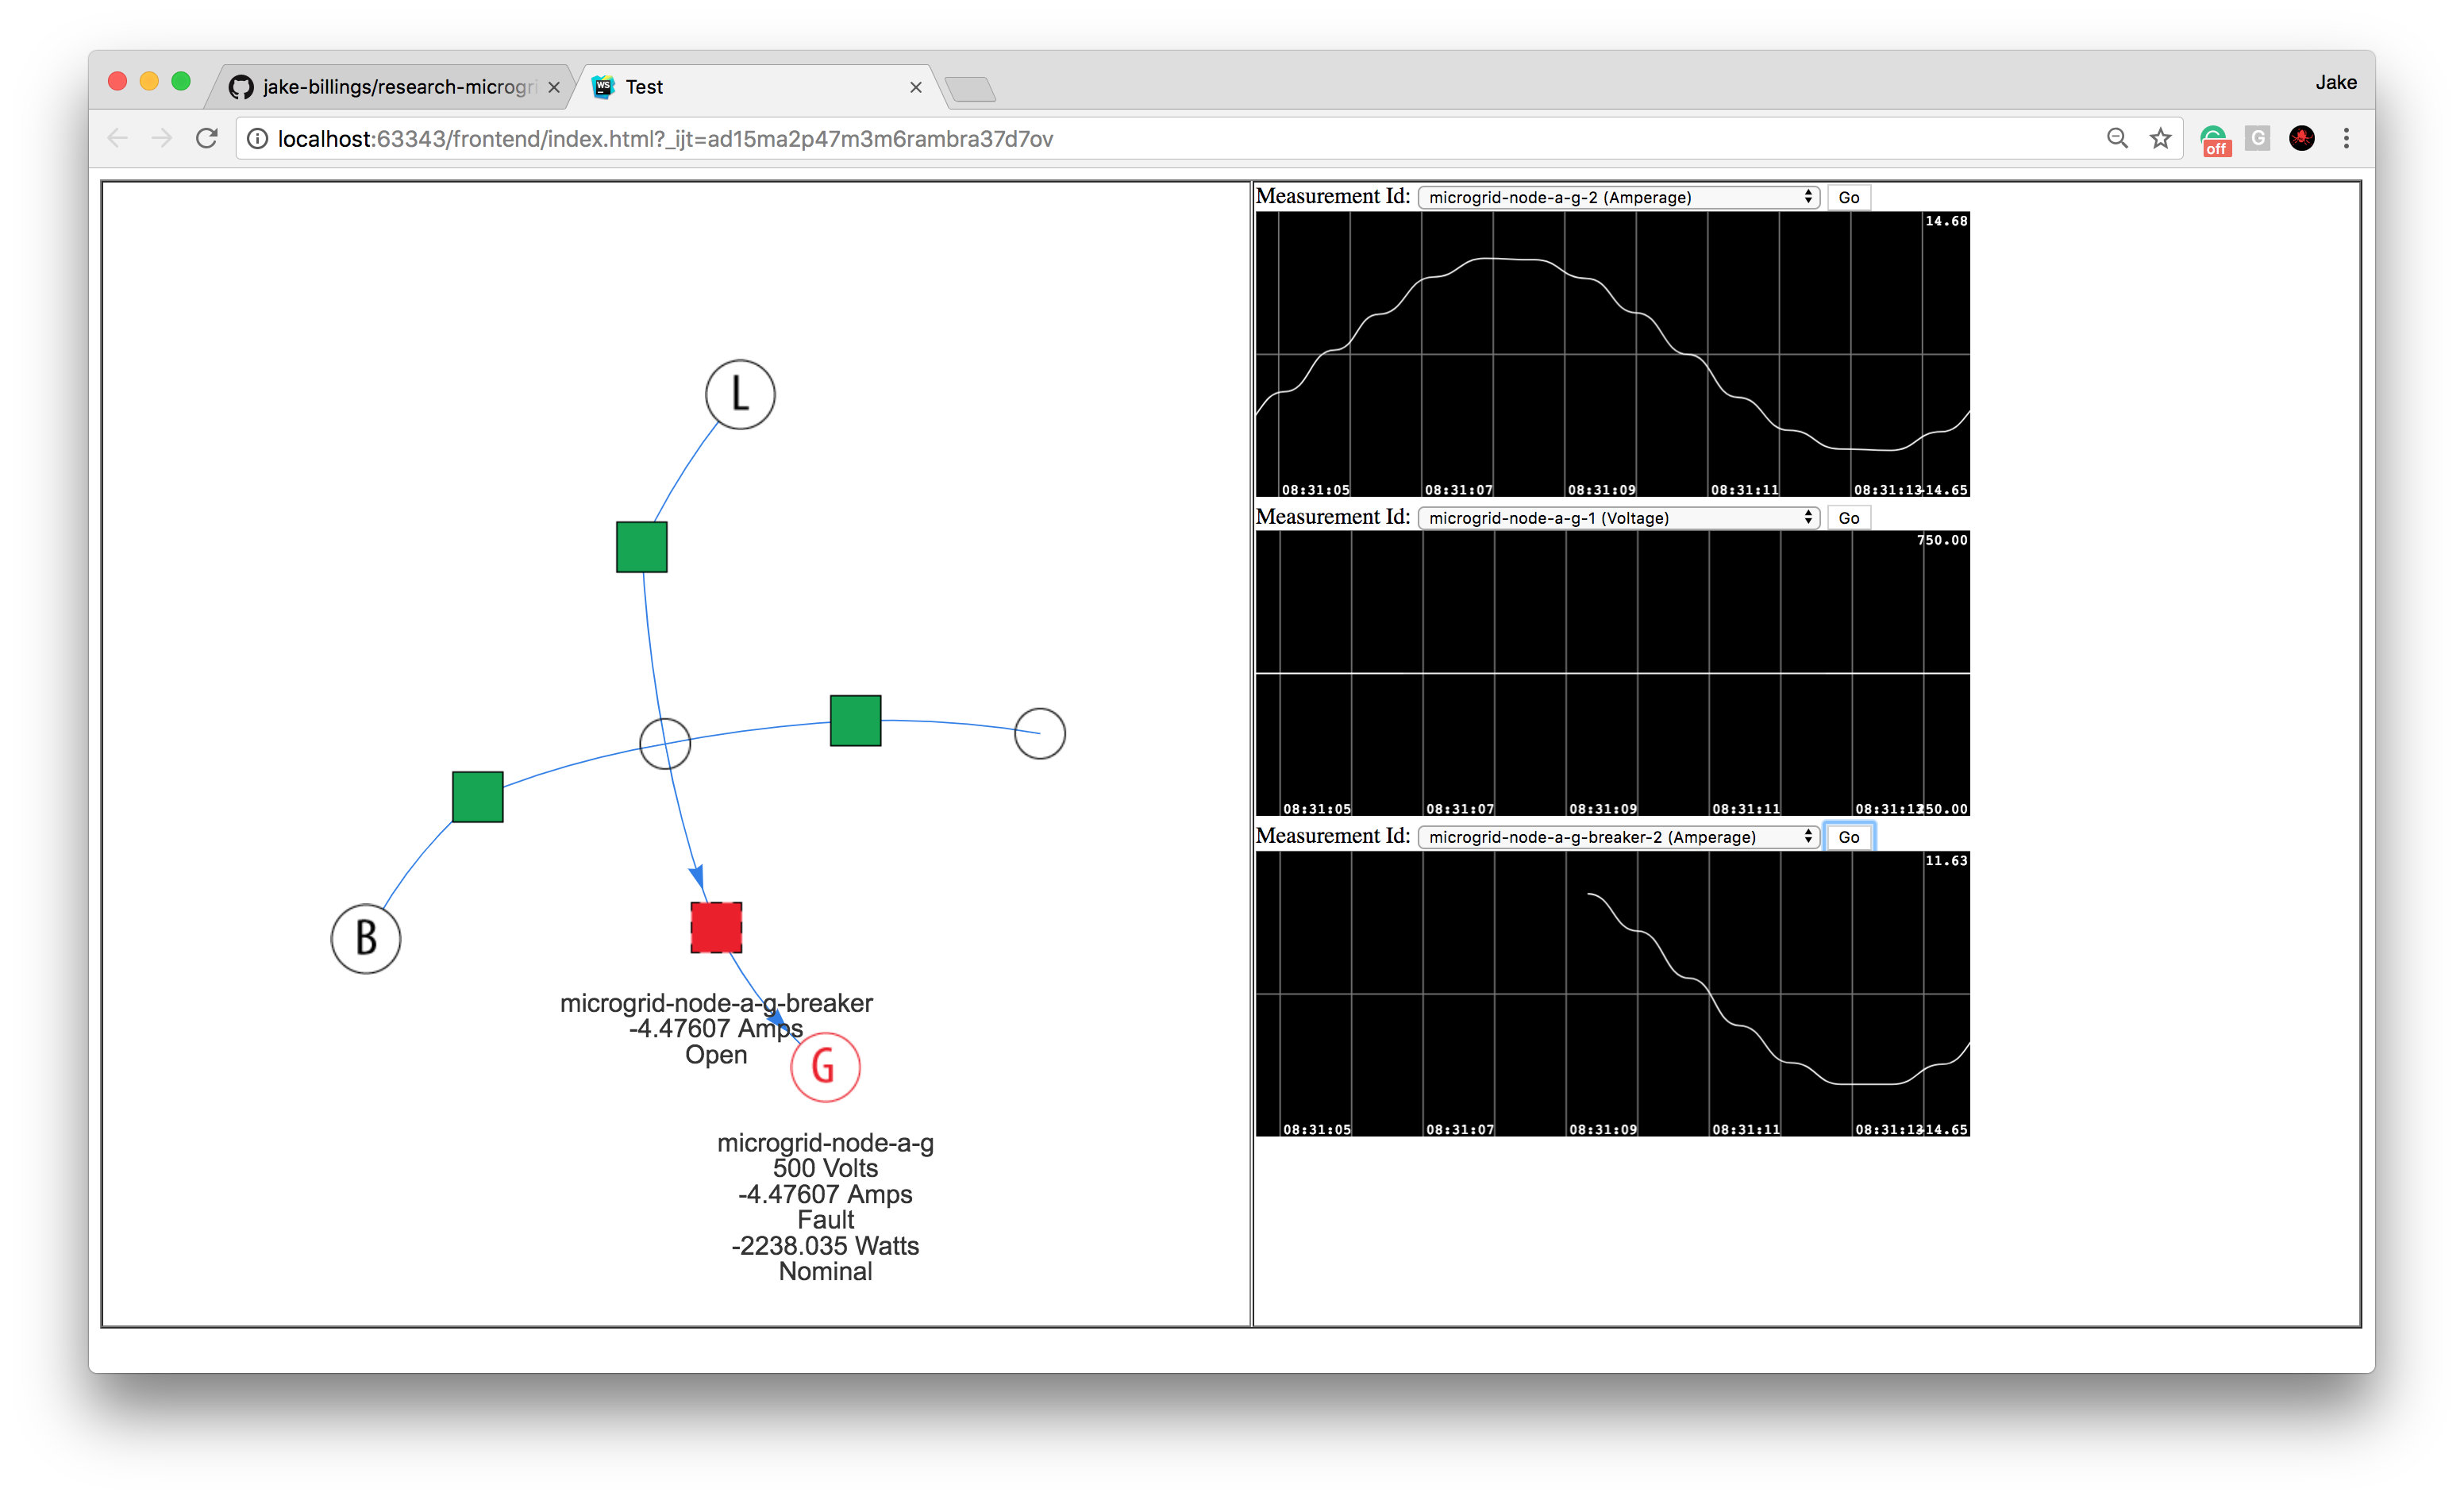 jake-billings/research-microgri
Test
Jake
localhost:63343/frontend/index.html?_ijt=ad15ma2p47m3m6rambra37d7ov
off
G
L
B
microgrid-node-a-g-breaker
-4.47607 Amps
Open
G
microgrid-node-a-g
500 Volts
-4.47607 Amps
Fault
-2238.035 Watts
Nominal
Measurement Id: microgrid-node-a-g-2 (Amperage) Go
14.68
08:31:05 08:31:07 08:31:09 08:31:11 08:31:13 -14.65
Measurement Id: microgrid-node-a-g-1 (Voltage) Go
750.00
08:31:05 08:31:07 08:31:09 08:31:11 08:31:13 250.00
Measurement Id: microgrid-node-a-g-breaker-2 (Amperage) Go
11.63
08:31:05 08:31:07 08:31:09 08:31:11 08:31:13 -14.65